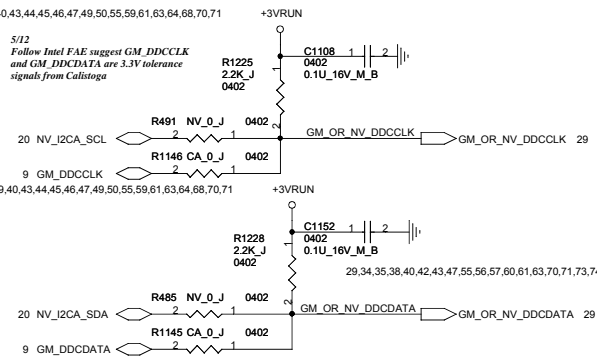 0,43,44,45,46,47,49,50,55,59,61,63,64,68,70,71
+3VRUN
5/12
Follow Intel FAE suggest GM_DDCCLK
and GM_DDCDATA are 3.3V tolerance
signals from Calistoga
R1225
2.2K_J
0402
1
2
C1108 1 2
0402
0.1U_16V_M_B
R491 NV_0_J 0402
20 NV_I2CA_SCL 2 1
GM_OR_NV_DDCCLK
GM_OR_NV_DDCCLK 29
R1146 CA_0_J 0402
9 GM_DDCCLK 2 1
9,40,43,44,45,46,47,49,50,55,59,61,63,64,68,70,71
+3VRUN
R1228
2.2K_J
0402
1
2
C1152 1 2
0402
0.1U_16V_M_B
29,34,35,38,40,42,43,47,55,56,57,60,61,63,70,71,73,74
R485 NV_0_J 0402
20 NV_I2CA_SDA 2 1
GM_OR_NV_DDCDATA
GM_OR_NV_DDCDATA 29
R1145 CA_0_J 0402
9 GM_DDCDATA 2 1